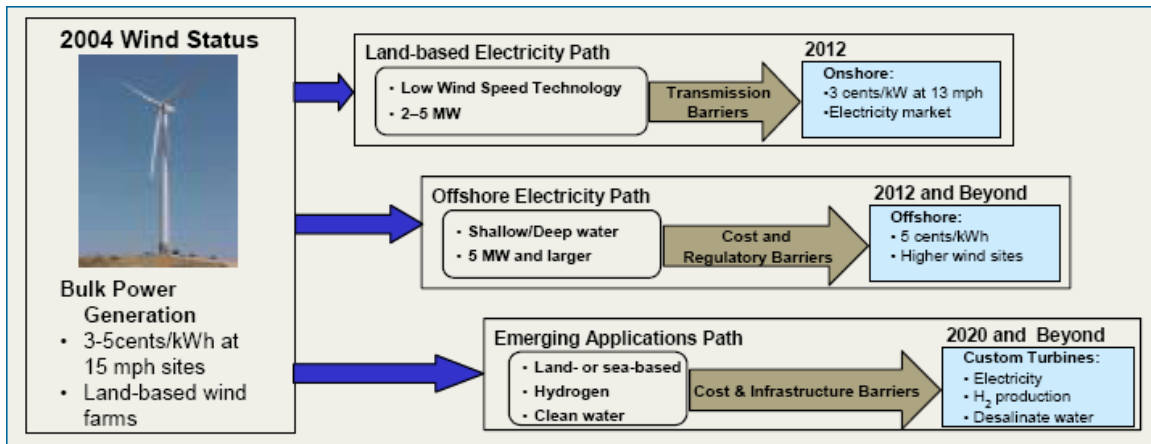 2004 Wind Status
Bulk Power
Generation
• 3-5cents/kWh at
15 mph sites
• Land-based wind
farms
Land-based Electricity Path
• Low Wind Speed Technology
• 2–5 MW
Transmission
Barriers
2012
Onshore:
•3 cents/kW at 13 mph
•Electricity market
Offshore Electricity Path
• Shallow/Deep water
• 5 MW and larger
Cost and
Regulatory Barriers
2012 and Beyond
Offshore:
• 5 cents/kWh
• Higher wind sites
Emerging Applications Path
• Land- or sea-based
• Hydrogen
• Clean water
Cost & Infrastructure Barriers
2020 and Beyond
Custom Turbines:
• Electricity
• H2 production
• Desalinate water